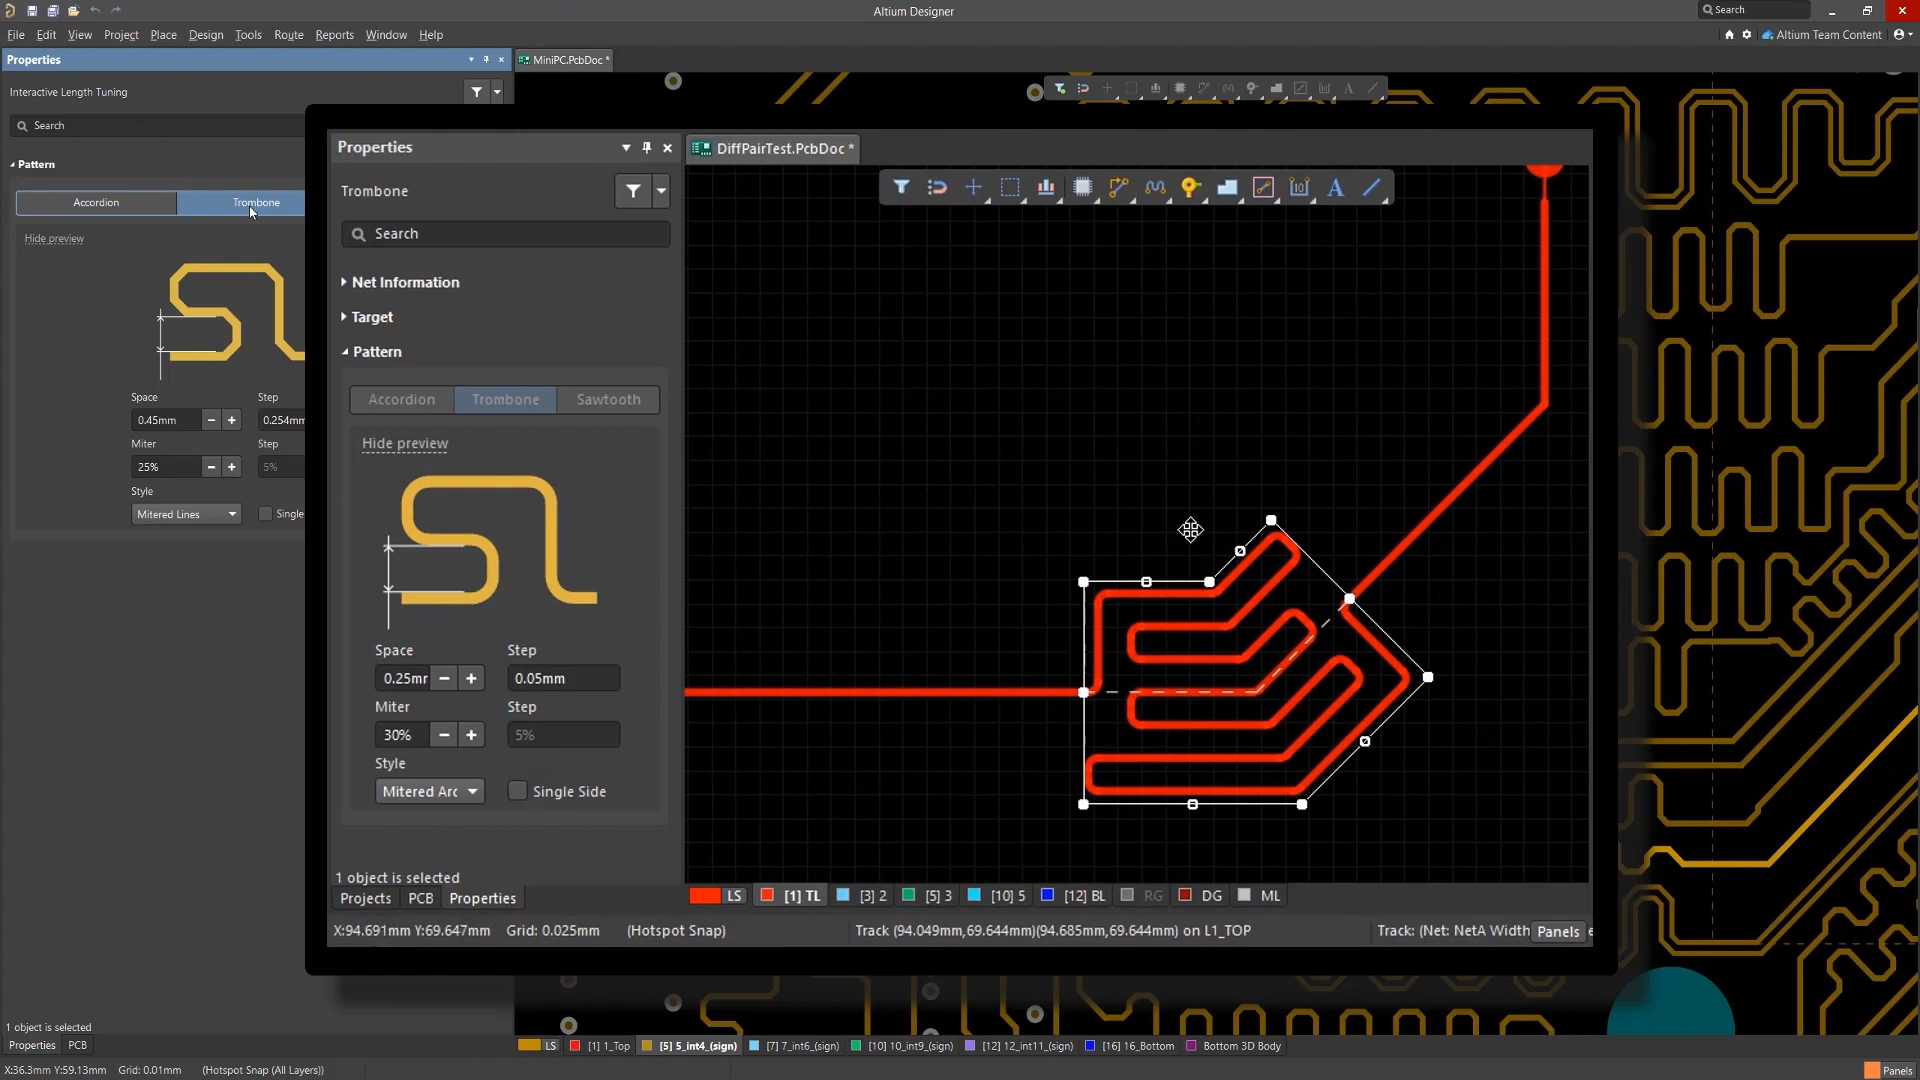 Altium Designer
Search
File Edit View Project Place Design Tools Route Reports Window Help
Altium Team Content
Properties
MiniPC.PcbDoc *
Interactive Length Tuning
Search
Pattern
Accordion Trombone
Hide preview
Space Step
0.45mm 0.254mm
Miter Step
25% 5%
Style
Mitered Lines Single
Properties
DiffPairTest.PcbDoc *
Trombone
Search
Net Information
Target
Pattern
Accordion Trombone Sawtooth
Hide preview
Space Step
0.25mr 0.05mm
Miter Step
30% 5%
Style
Mitered Arc Single Side
1 object is selected
Projects PCB Properties
LS [1] TL [3] 2 [5] 3 [10] 5 [12] BL RG DG ML
X:94.691mm Y:69.647mm Grid: 0.025mm (Hotspot Snap) Track (94.049mm,69.644mm)(94.685mm,69.644mm) on L1_TOP Track: (Net: NetA Width Panels
1 object is selected
Properties PCB
LS [1] 1_Top [5] 5_int4_(sign) [7] 7_int6_(sign) [10] 10_int9_(sign) [12] 12_int11_(sign) [16] 16_Bottom Bottom 3D Body
X:36.3mm Y:59.13mm Grid: 0.01mm (Hotspot Snap (All Layers)) Panels